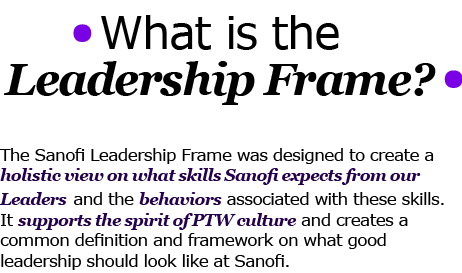 What is the
Leadership Frame?
The Sanofi Leadership Frame was designed to create a
holistic view on what skills Sanofi expects from our
Leaders and the behaviors associated with these skills.
It supports the spirit of PTW culture and creates a
common definition and framework on what good
leadership should look like at Sanofi.